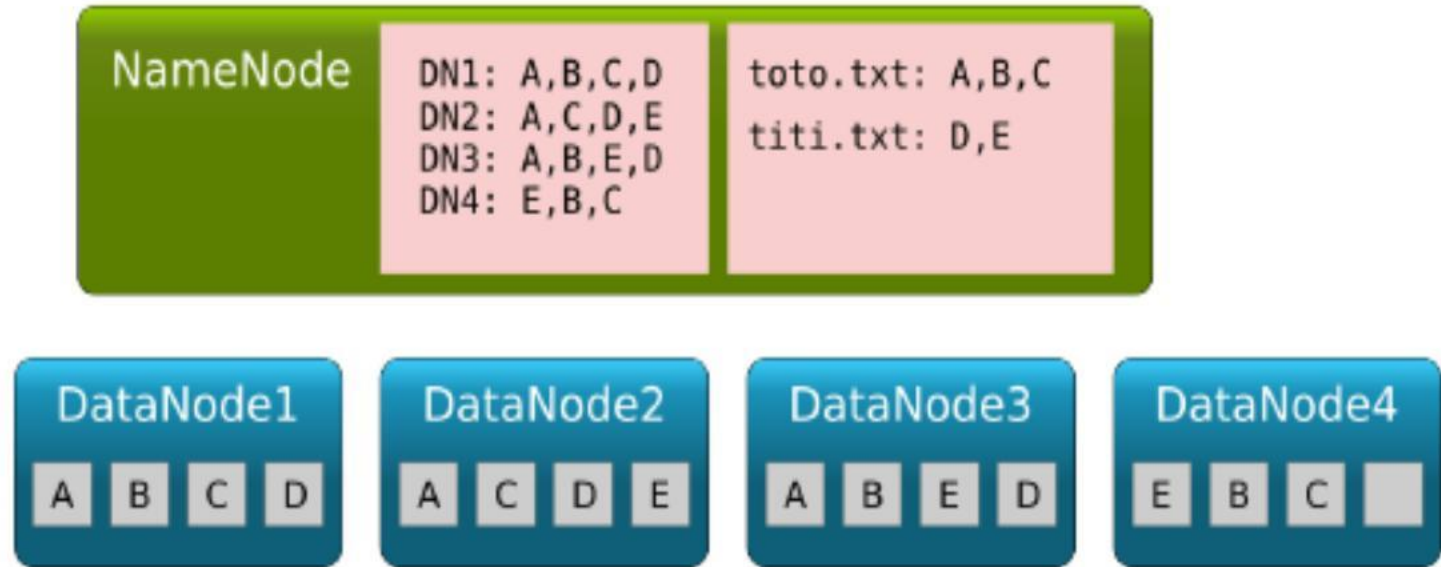 NameNode
DN1: A,B,C,D
DN2: A,C,D,E
DN3: A,B,E,D
DN4: E,B,C
toto.txt: A,B,C
titi.txt: D,E
DataNode1
A B C D
DataNode2
A C D E
DataNode3
A B E D
DataNode4
E B C